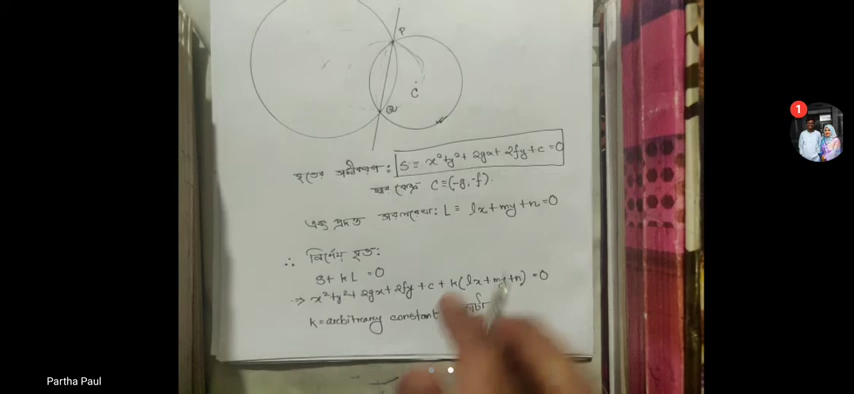 P
Q
C
বৃত্তের সমীকরণ: S ≡ x²+y²+2gx+2fy+c=0
যার কেন্দ্র C≡(-g,-f).
এবং প্রদত্ত সরলরেখা: L ≡ lx+my+n=0
∴ নির্ণেয় বৃত্ত:
S+kL=0
⇒ x²+y²+2gx+2fy+c+k(lx+my+n)=0
k=arbitrary constant
1
Partha Paul